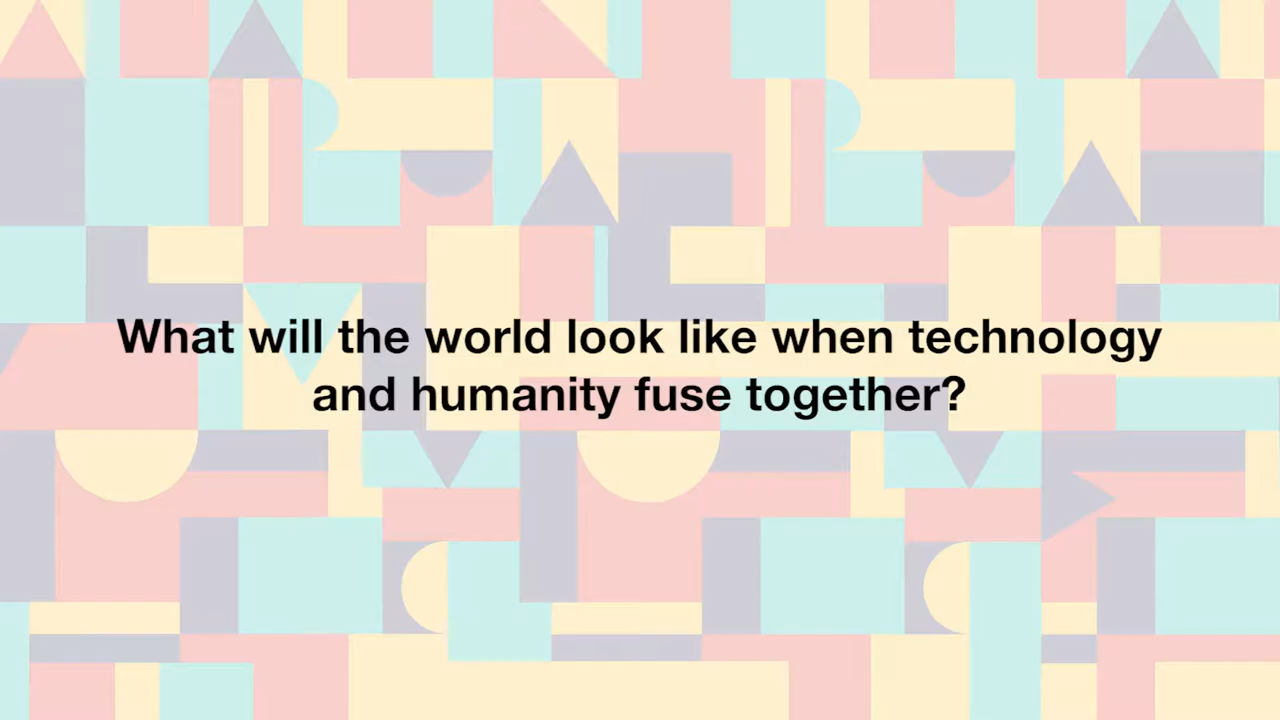 What will the world look like when technology
and humanity fuse together?